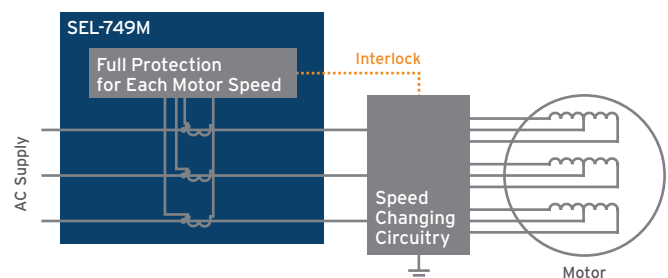 SEL-749M
Full Protection
for Each Motor Speed
Interlock
AC Supply
Speed
Changing
Circuitry
Motor